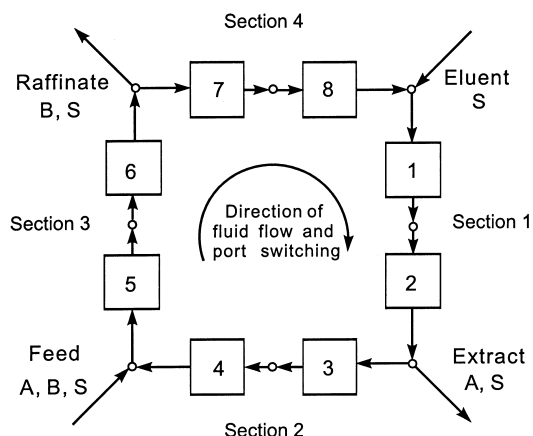 Section 4
Raffinate
B, S
7
8
Eluent
S
6
1
Section 3
Direction of
fluid flow and
port switching
Section 1
5
2
Feed
A, B, S
4
3
Extract
A, S
Section 2